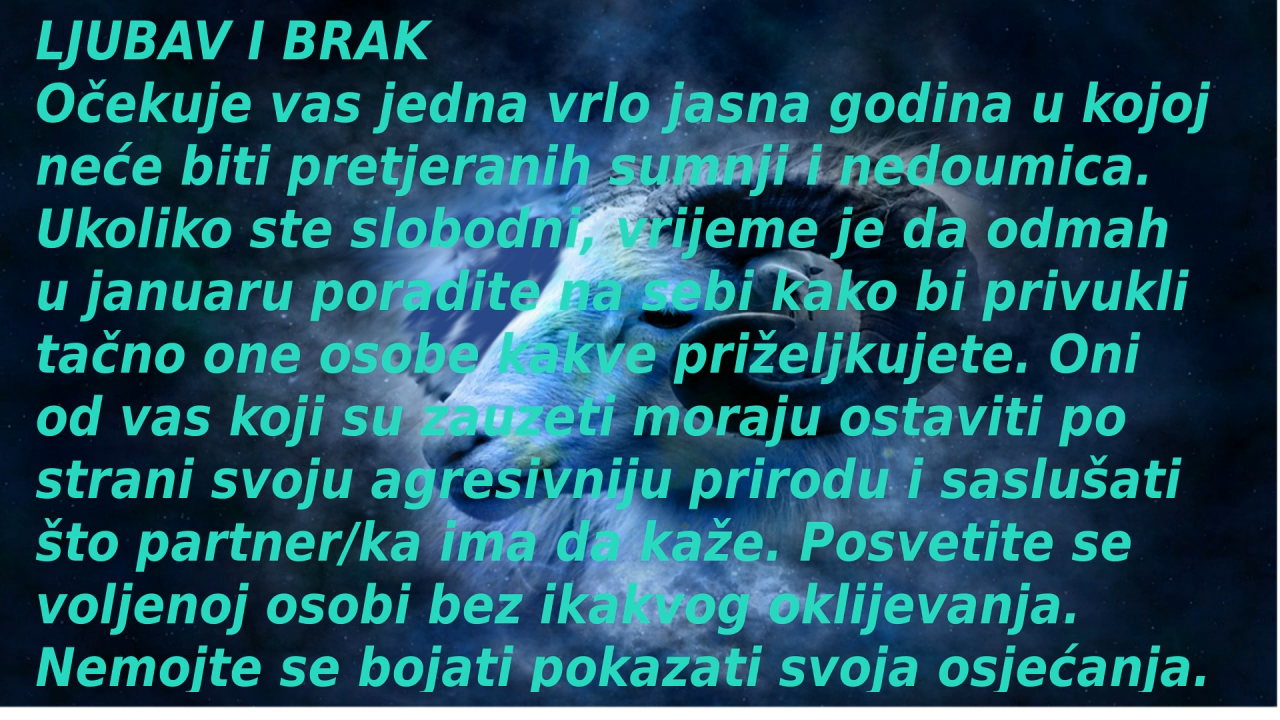 LJUBAV I BRAK
Očekuje vas jedna vrlo jasna godina u kojoj
neće biti pretjeranih sumnji i nedoumica.
Ukoliko ste slobodni, vrijeme je da odmah
u januaru poradite na sebi kako bi privukli
tačno one osobe kakve priželjkujete. Oni
od vas koji su zauzeti moraju ostaviti po
strani svoju agresivniju prirodu i saslušati
što partner/ka ima da kaže. Posvetite se
voljenoj osobi bez ikakvog oklijevanja.
Nemojte se bojati pokazati svoja osjećanja.